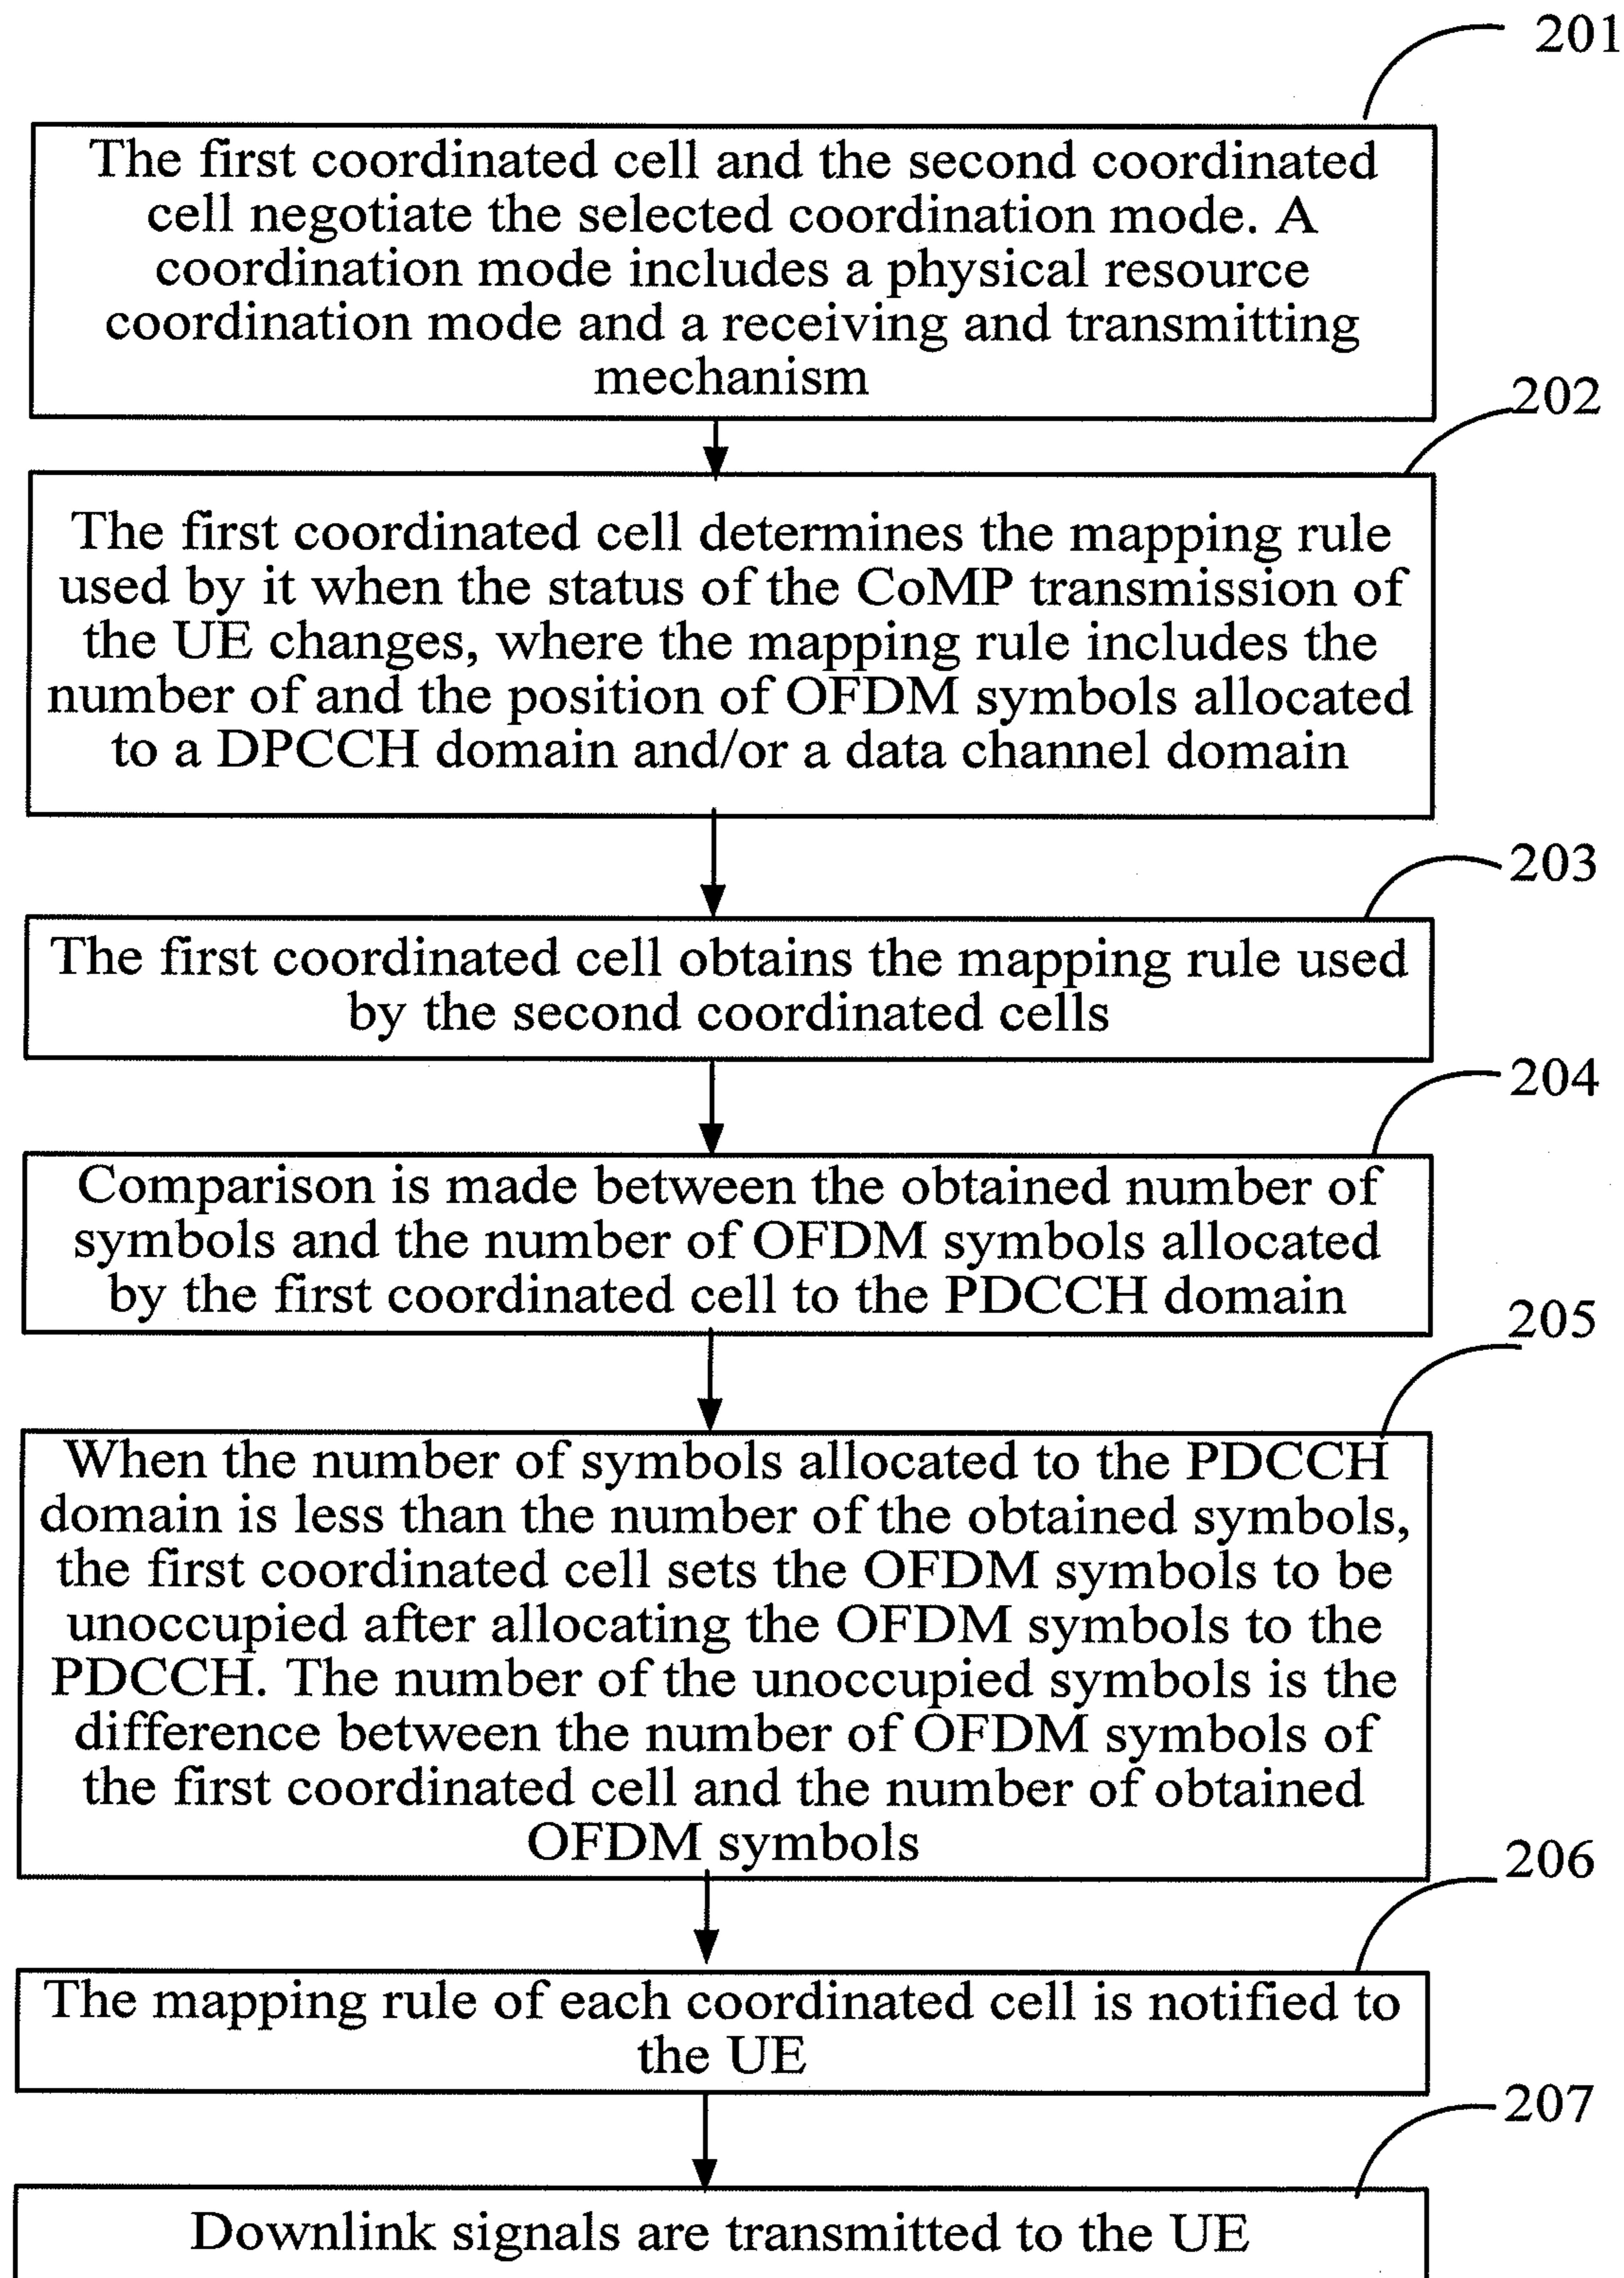 201
The first coordinated cell and the second coordinated
cell negotiate the selected coordination mode. A
coordination mode includes a physical resource
coordination mode and a receiving and transmitting
mechanism
202
The first coordinated cell determines the mapping rule
used by it when the status of the CoMP transmission of
the UE changes, where the mapping rule includes the
number of and the position of OFDM symbols allocated
to a DPCCH domain and/or a data channel domain
203
The first coordinated cell obtains the mapping rule used
by the second coordinated cells
204
Comparison is made between the obtained number of
symbols and the number of OFDM symbols allocated
by the first coordinated cell to the PDCCH domain
205
When the number of symbols allocated to the PDCCH
domain is less than the number of the obtained symbols,
the first coordinated cell sets the OFDM symbols to be
unoccupied after allocating the OFDM symbols to the
PDCCH. The number of the unoccupied symbols is the
difference between the number of OFDM symbols of
the first coordinated cell and the number of obtained
OFDM symbols
206
The mapping rule of each coordinated cell is notified to
the UE
207
Downlink signals are transmitted to the UE